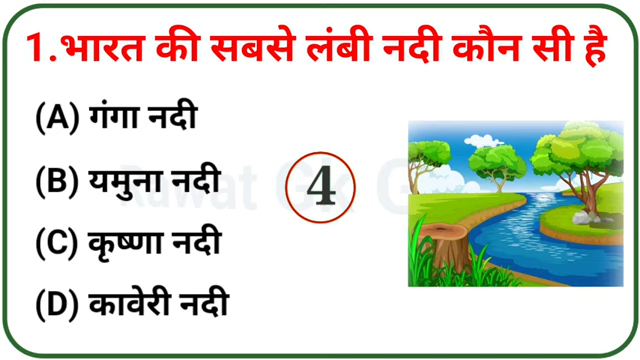 1.भारत की सबसे लंबी नदी कौन सी है
(A) गंगा नदी
(B) यमुना नदी
4
(C) कृष्णा नदी
(D) कावेरी नदी